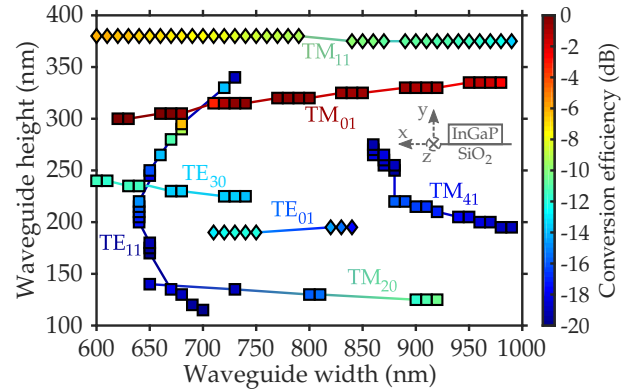 400
350
300
250
200
150
100
Waveguide height (nm)
600 650 700 750 800 850 900 950 1000
Waveguide width (nm)
TM11
TM01
TE30
TE01
TM41
TE11
TM20
y
x
z
InGaP
SiO2
0
-2
-4
-6
-8
-10
-12
-14
-16
-18
-20
Conversion efficiency (dB)